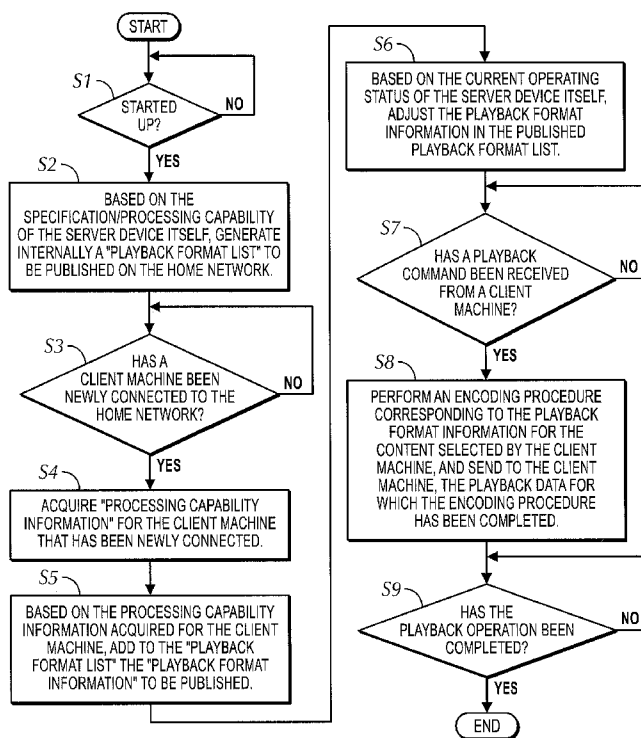 START
S1
STARTED
UP?
NO
YES
S2
BASED ON THE
SPECIFICATION/PROCESSING CAPABILITY
OF THE SERVER DEVICE ITSELF, GENERATE
INTERNALLY A "PLAYBACK FORMAT LIST" TO
BE PUBLISHED ON THE HOME NETWORK.
S3
HAS A
CLIENT MACHINE BEEN
NEWLY CONNECTED TO THE
HOME NETWORK?
NO
YES
S4
ACQUIRE "PROCESSING CAPABILITY
INFORMATION" FOR THE CLIENT MACHINE
THAT HAS BEEN NEWLY CONNECTED.
S5
BASED ON THE PROCESSING CAPABILITY
INFORMATION ACQUIRED FOR THE CLIENT
MACHINE, ADD TO THE "PLAYBACK
FORMAT LIST" THE "PLAYBACK FORMAT
INFORMATION" TO BE PUBLISHED.
S6
BASED ON THE CURRENT OPERATING
STATUS OF THE SERVER DEVICE ITSELF,
ADJUST THE PLAYBACK FORMAT
INFORMATION IN THE PUBLISHED
PLAYBACK FORMAT LIST.
S7
HAS A PLAYBACK
COMMAND BEEN RECEIVED
FROM A CLIENT
MACHINE?
NO
YES
S8
PERFORM AN ENCODING PROCEDURE
CORRESPONDING TO THE PLAYBACK
FORMAT INFORMATION FOR THE
CONTENT SELECTED BY THE CLIENT
MACHINE, AND SEND TO THE CLIENT
MACHINE, THE PLAYBACK DATA FOR
WHICH THE ENCODING PROCEDURE
HAS BEEN COMPLETED.
S9
HAS THE
PLAYBACK OPERATION BEEN
COMPLETED?
NO
YES
END